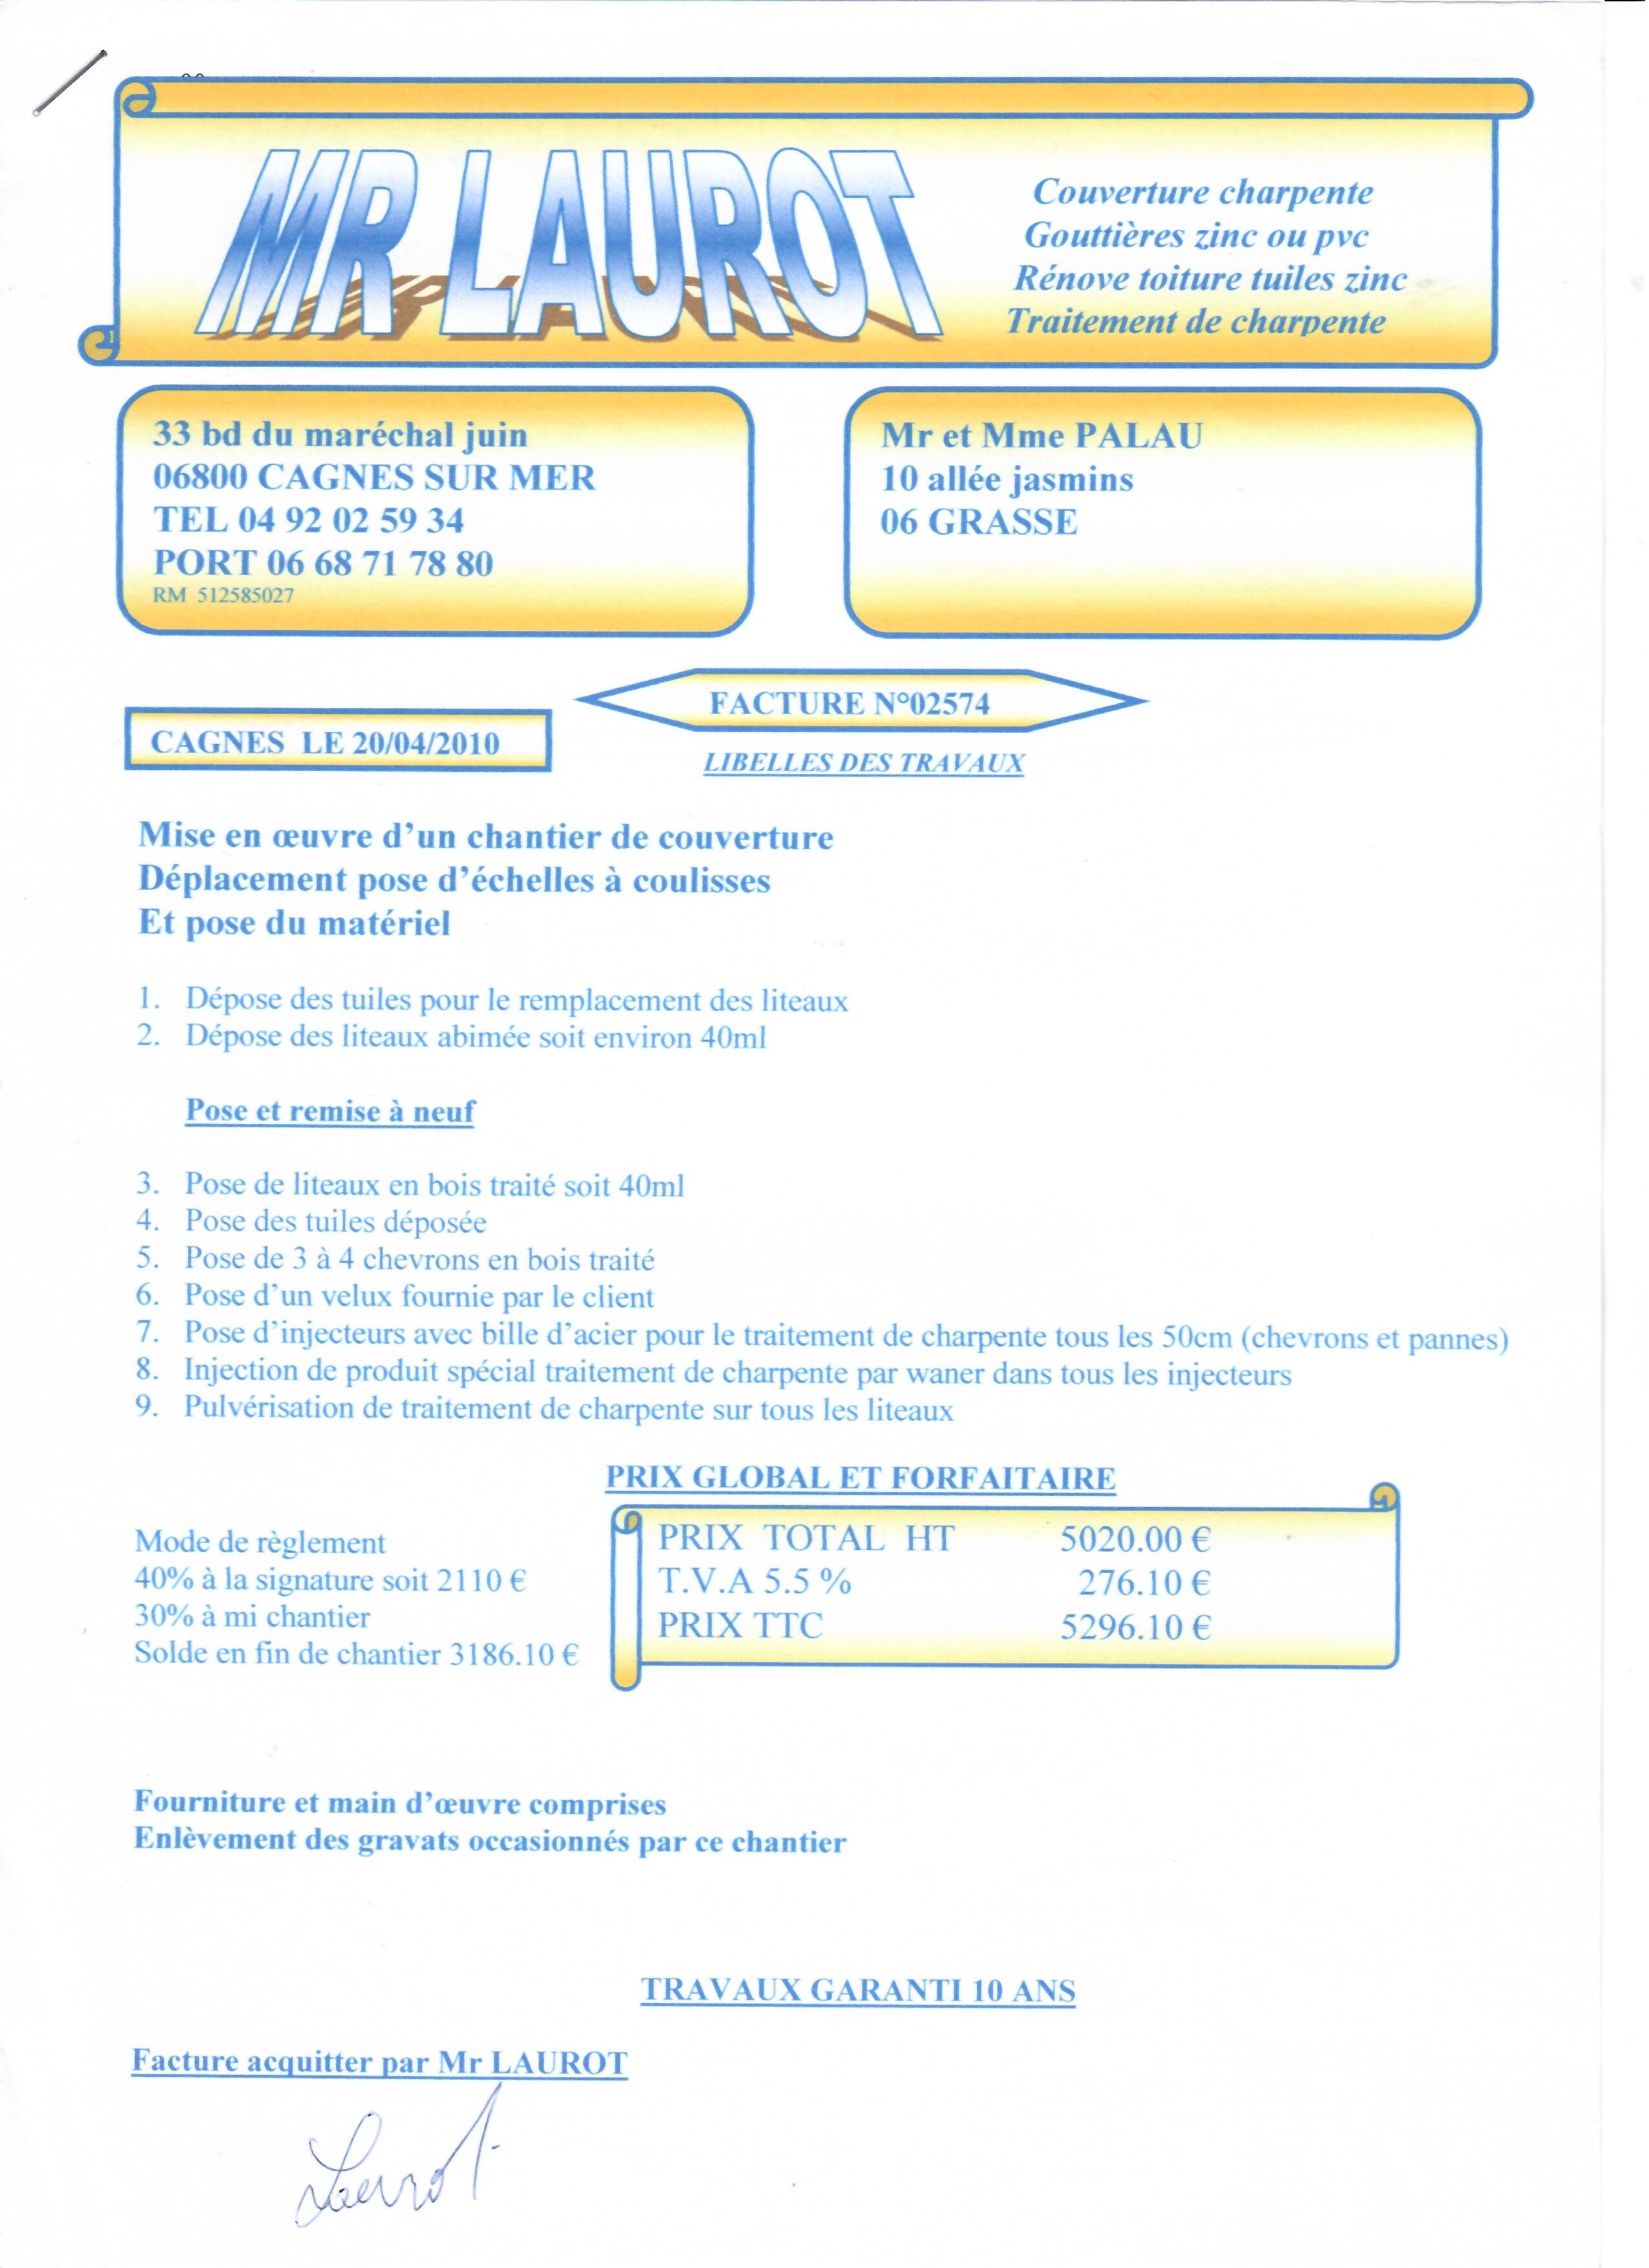 MR LAUROT
Couverture charpente
Gouttières zinc ou pvc
Rénove toiture tuiles zinc
Traitement de charpente
33 bd du maréchal juin
06800 CAGNES SUR MER
TEL 04 92 02 59 34
PORT 06 68 71 78 80
RM 512585027
Mr et Mme PALAU
10 allée jasmins
06 GRASSE
FACTURE N°02574
CAGNES LE 20/04/2010
LIBELLES DES TRAVAUX
Mise en œuvre d'un chantier de couverture
Déplacement pose d'échelles à coulisses
Et pose du matériel
1. Dépose des tuiles pour le remplacement des liteaux
2. Dépose des liteaux abimée soit environ 40ml
Pose et remise à neuf
3. Pose de liteaux en bois traité soit 40ml
4. Pose des tuiles déposée
5. Pose de 3 à 4 chevrons en bois traité
6. Pose d'un velux fournie par le client
7. Pose d'injecteurs avec bille d'acier pour le traitement de charpente tous les 50cm (chevrons et pannes)
8. Injection de produit spécial traitement de charpente par waner dans tous les injecteurs
9. Pulvérisation de traitement de charpente sur tous les liteaux
PRIX GLOBAL ET FORFAITAIRE
PRIX TOTAL HT 5020.00 €
T.V.A 5.5 % 276.10 €
PRIX TTC 5296.10 €
Mode de règlement
40% à la signature soit 2110 €
30% à mi chantier
Solde en fin de chantier 3186.10 €
Fourniture et main d'œuvre comprises
Enlèvement des gravats occasionnés par ce chantier
TRAVAUX GARANTI 10 ANS
Facture acquitter par Mr LAUROT
Laurot